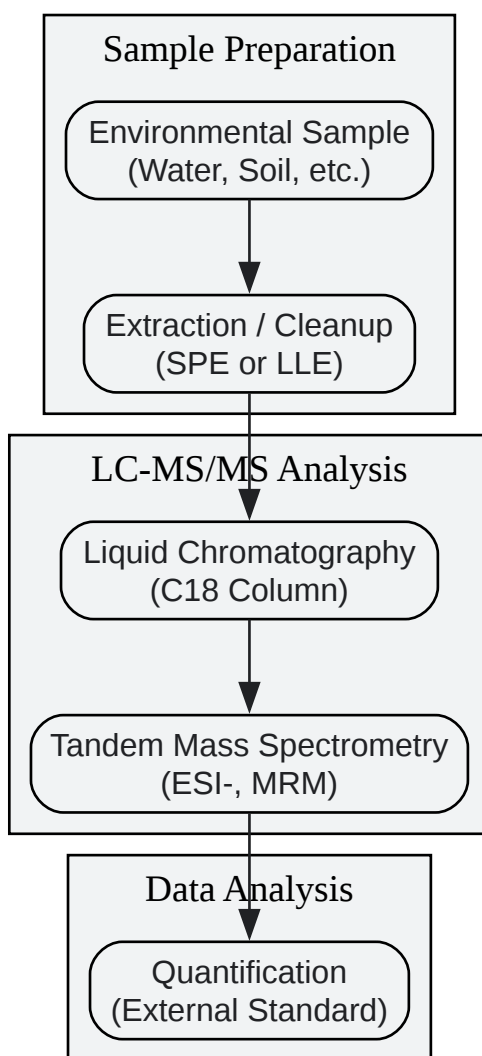 Sample Preparation
Environmental Sample
(Water, Soil, etc.)
Extraction / Cleanup
(SPE or LLE)
LC-MS/MS Analysis
Liquid Chromatography
(C18 Column)
Tandem Mass Spectrometry
(ESI-, MRM)
Data Analysis
Quantification
(External Standard)